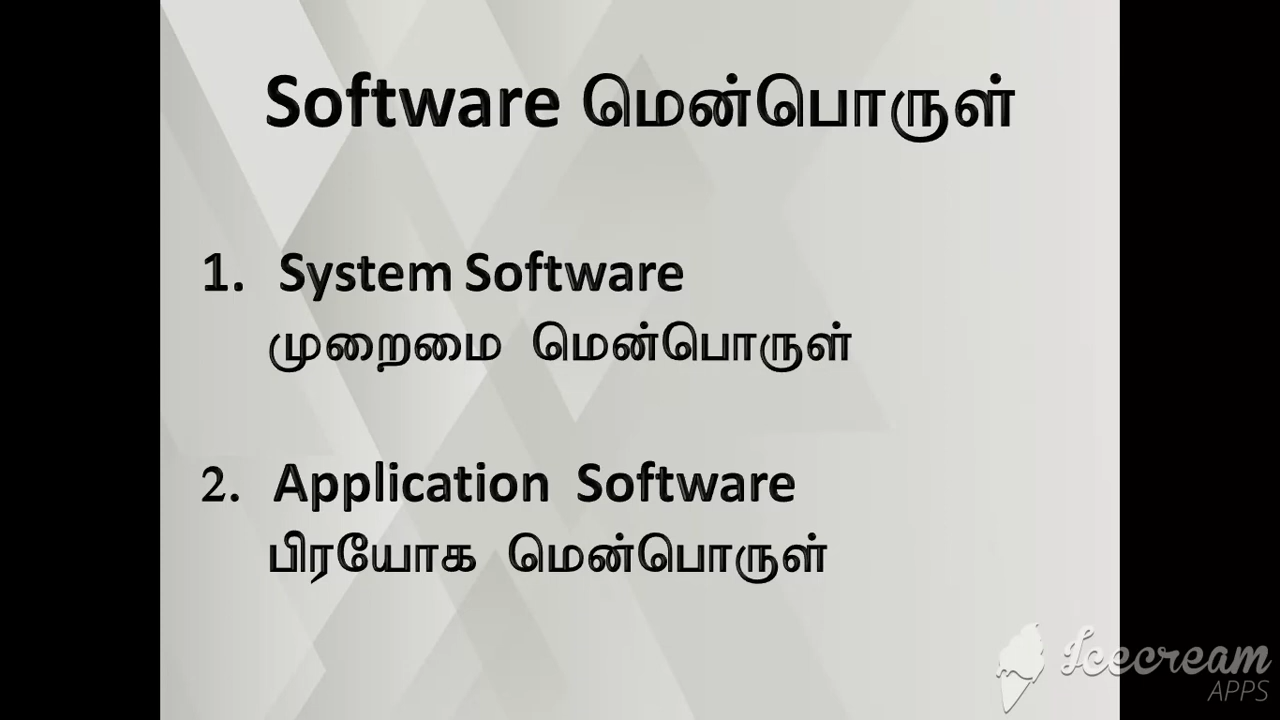 Software மென்பொருள்
1. System Software
முறைமை மென்பொருள்
2. Application Software
பிரயோக மென்பொருள்
Icecream
APPS